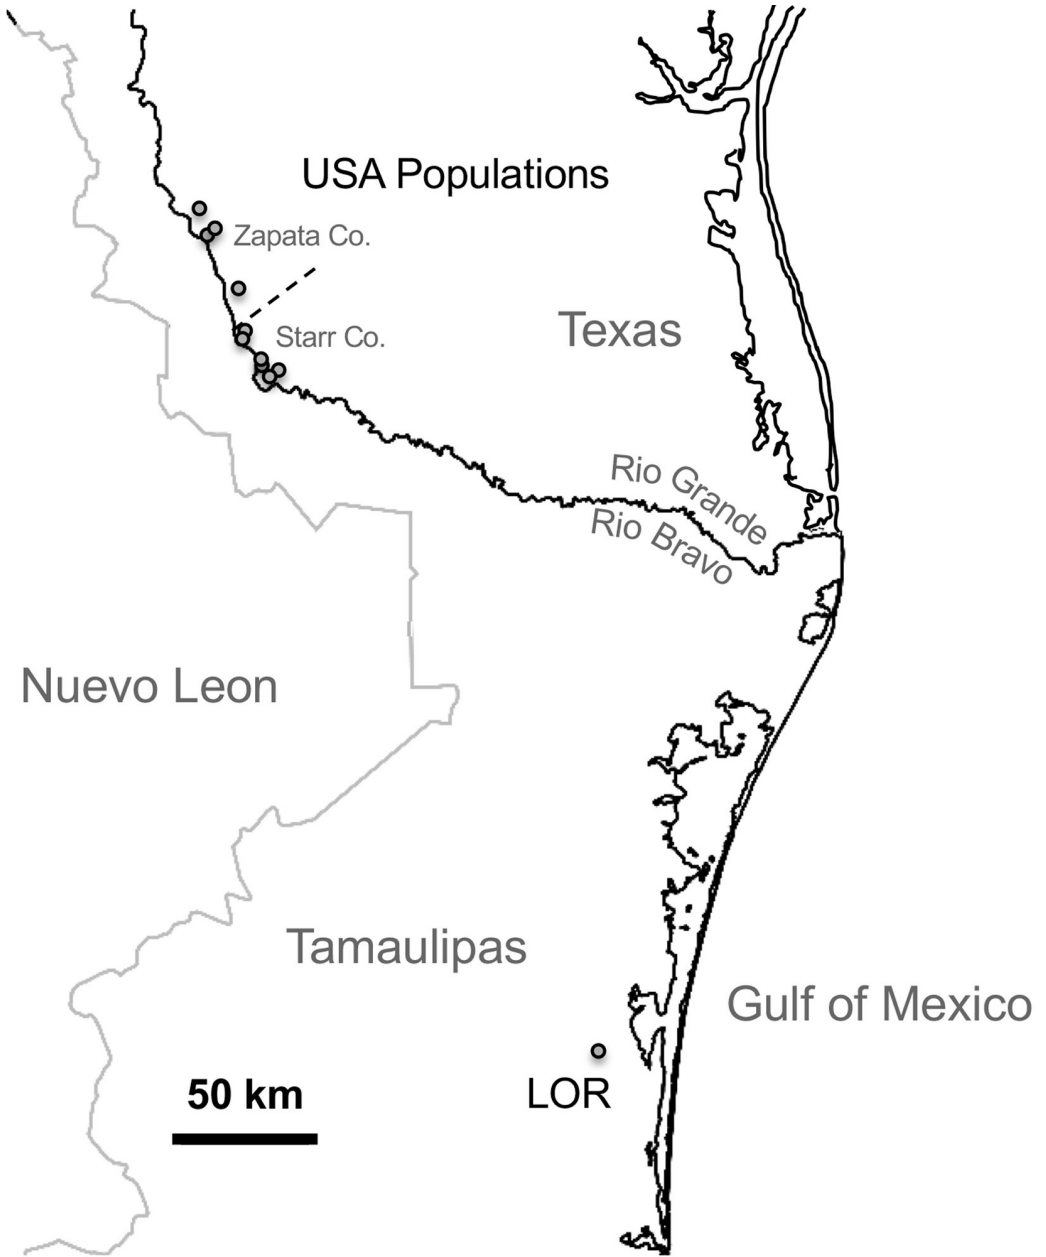 USA Populations
Zapata Co.
Starr Co.
Texas
Rio Grande
Rio Bravo
Nuevo Leon
Tamaulipas
Gulf of Mexico
LOR
50 km